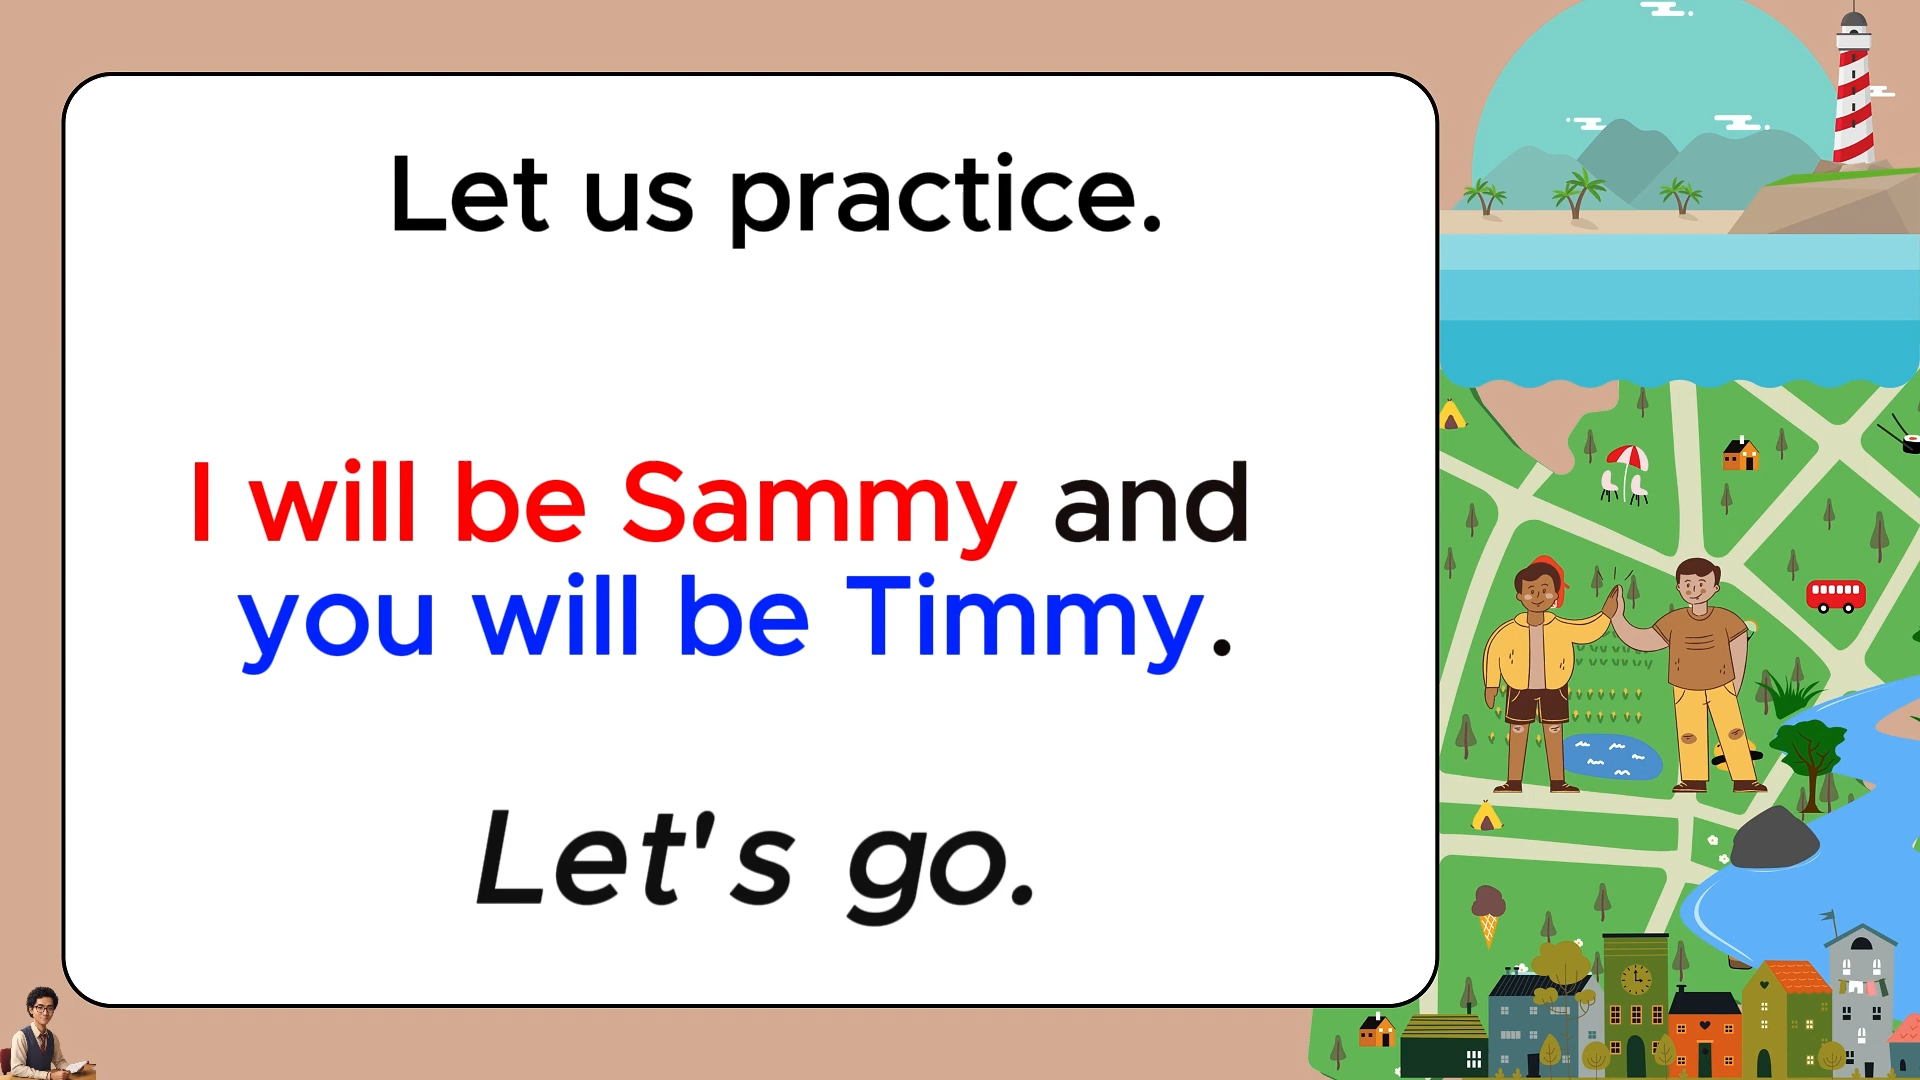 Let us practice.
I will be Sammy and
you will be Timmy.
Let's go.